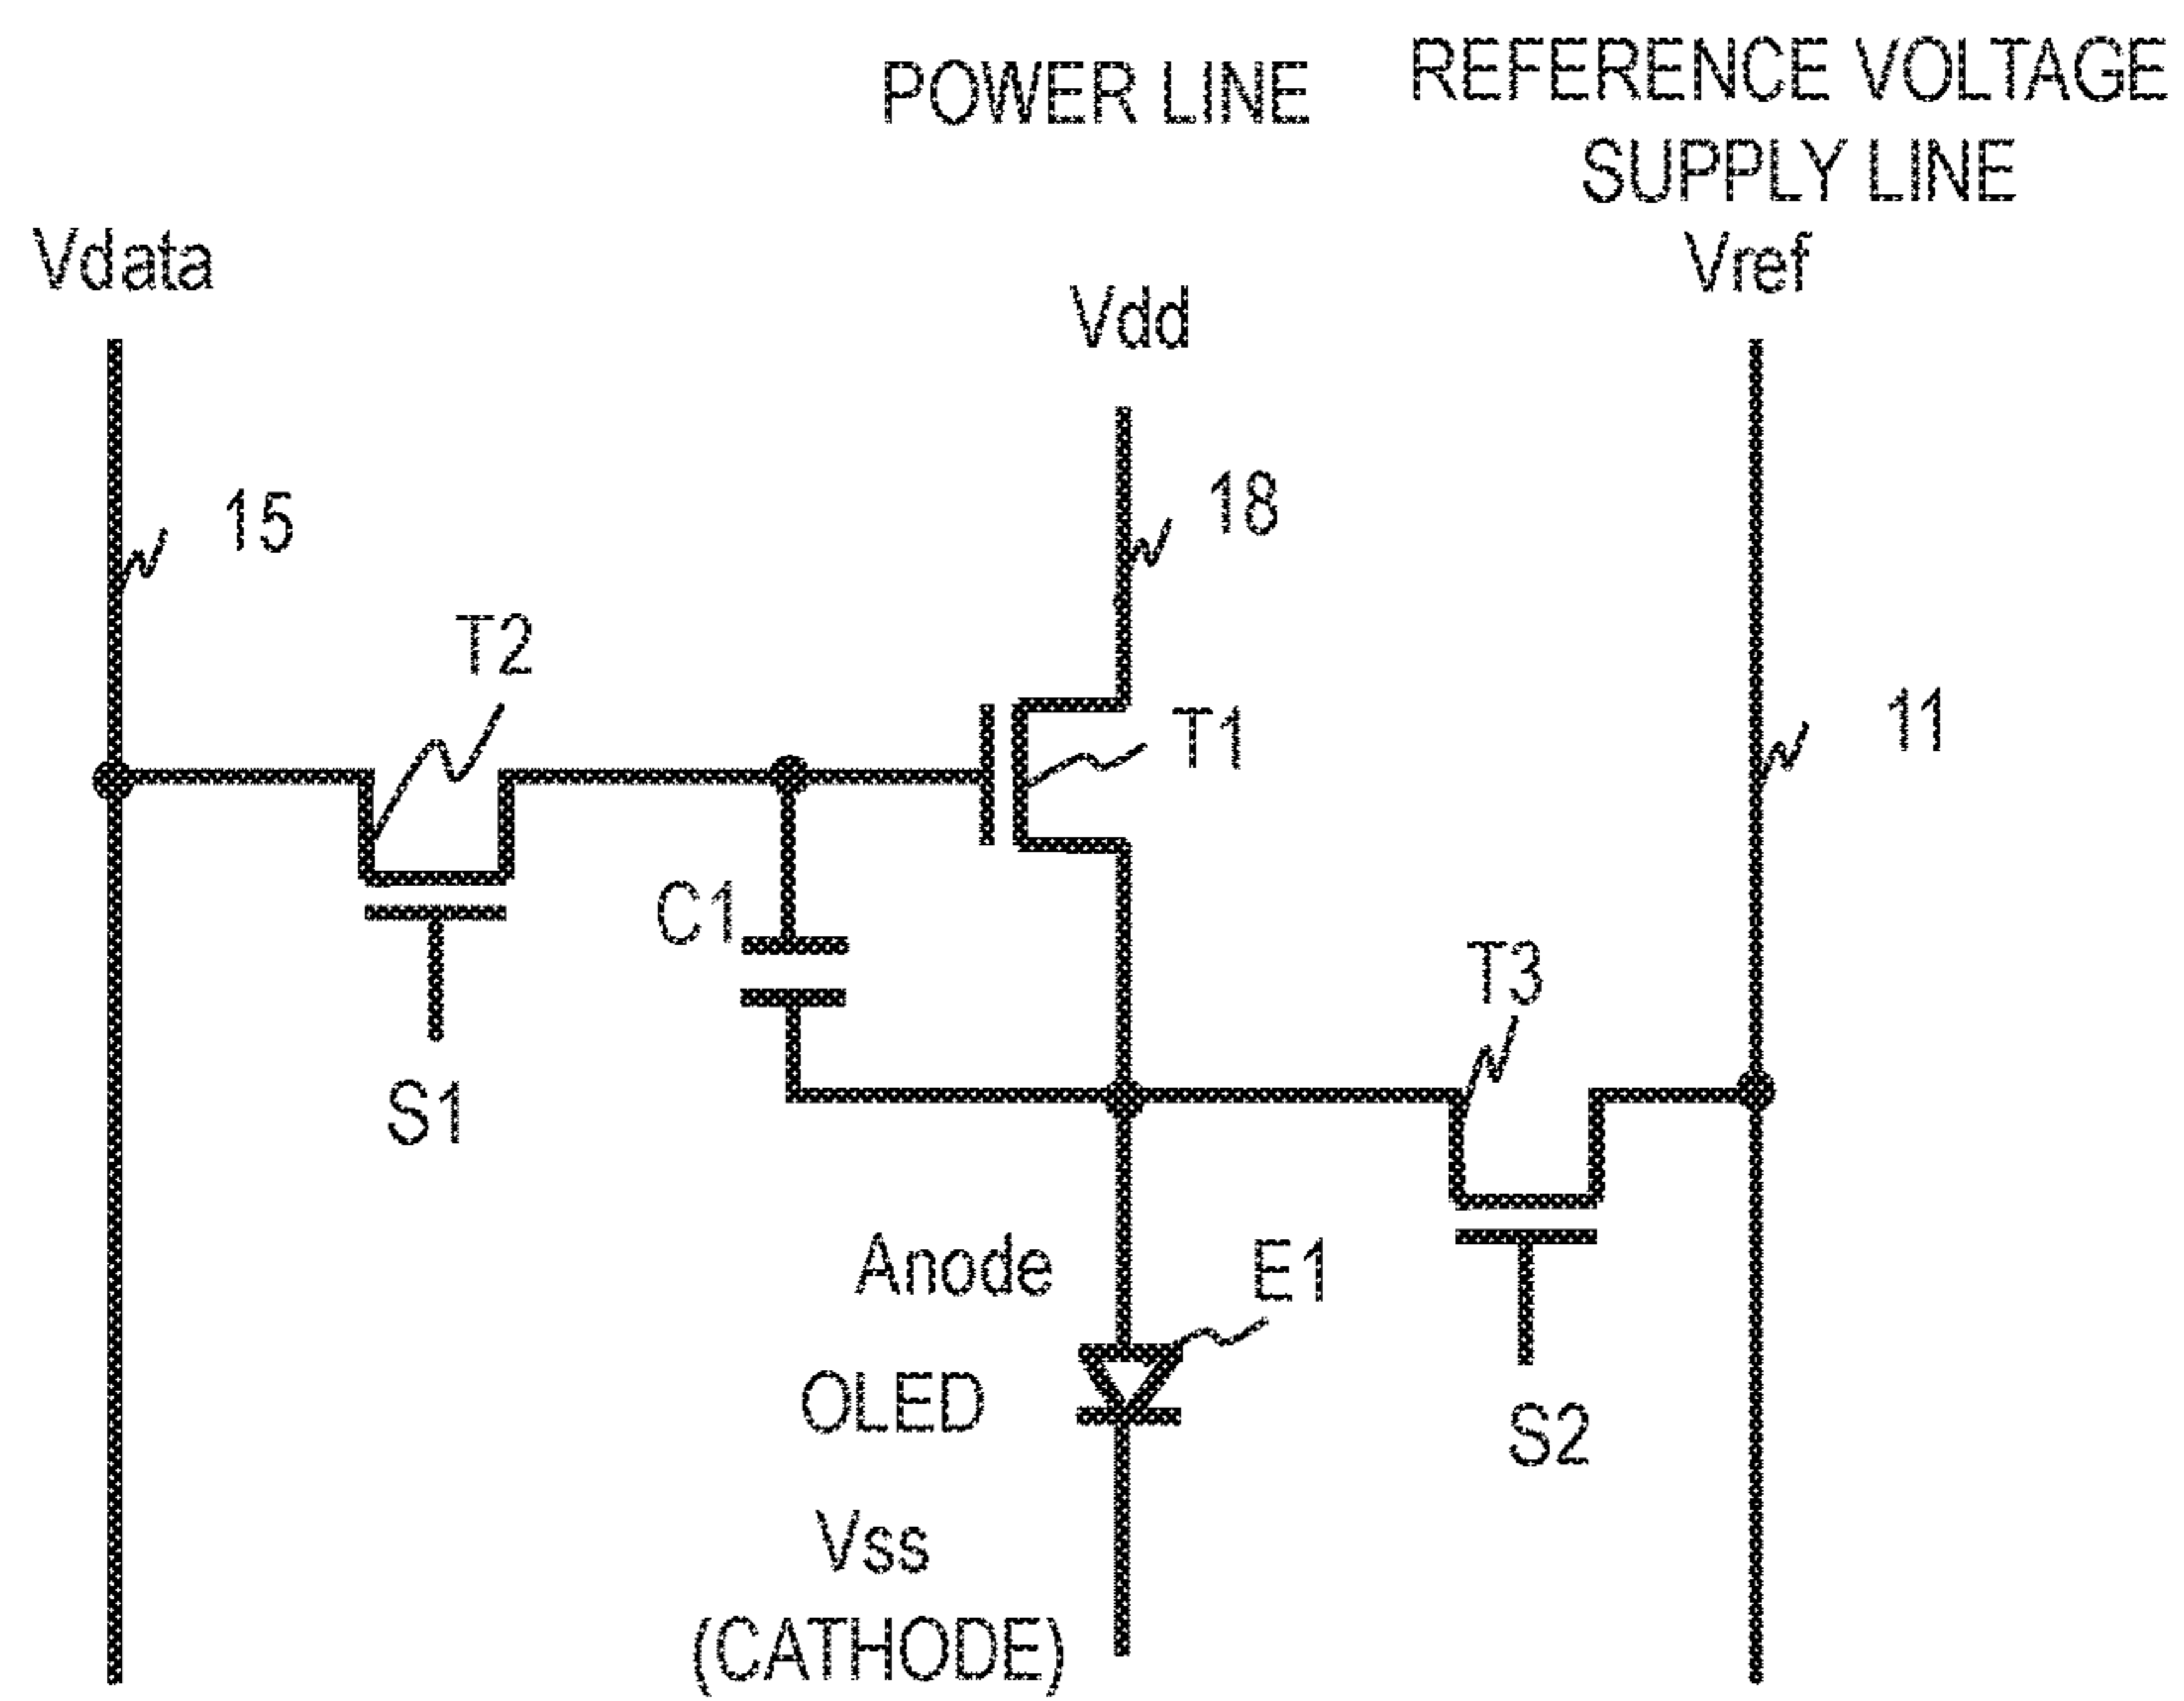 POWER LINE
REFERENCE VOLTAGE
SUPPLY LINE
Vdata
Vdd
Vref
15
18
T2
T1
11
C1
T3
S1
Anode
E1
OLED
S2
Vss
(CATHODE)